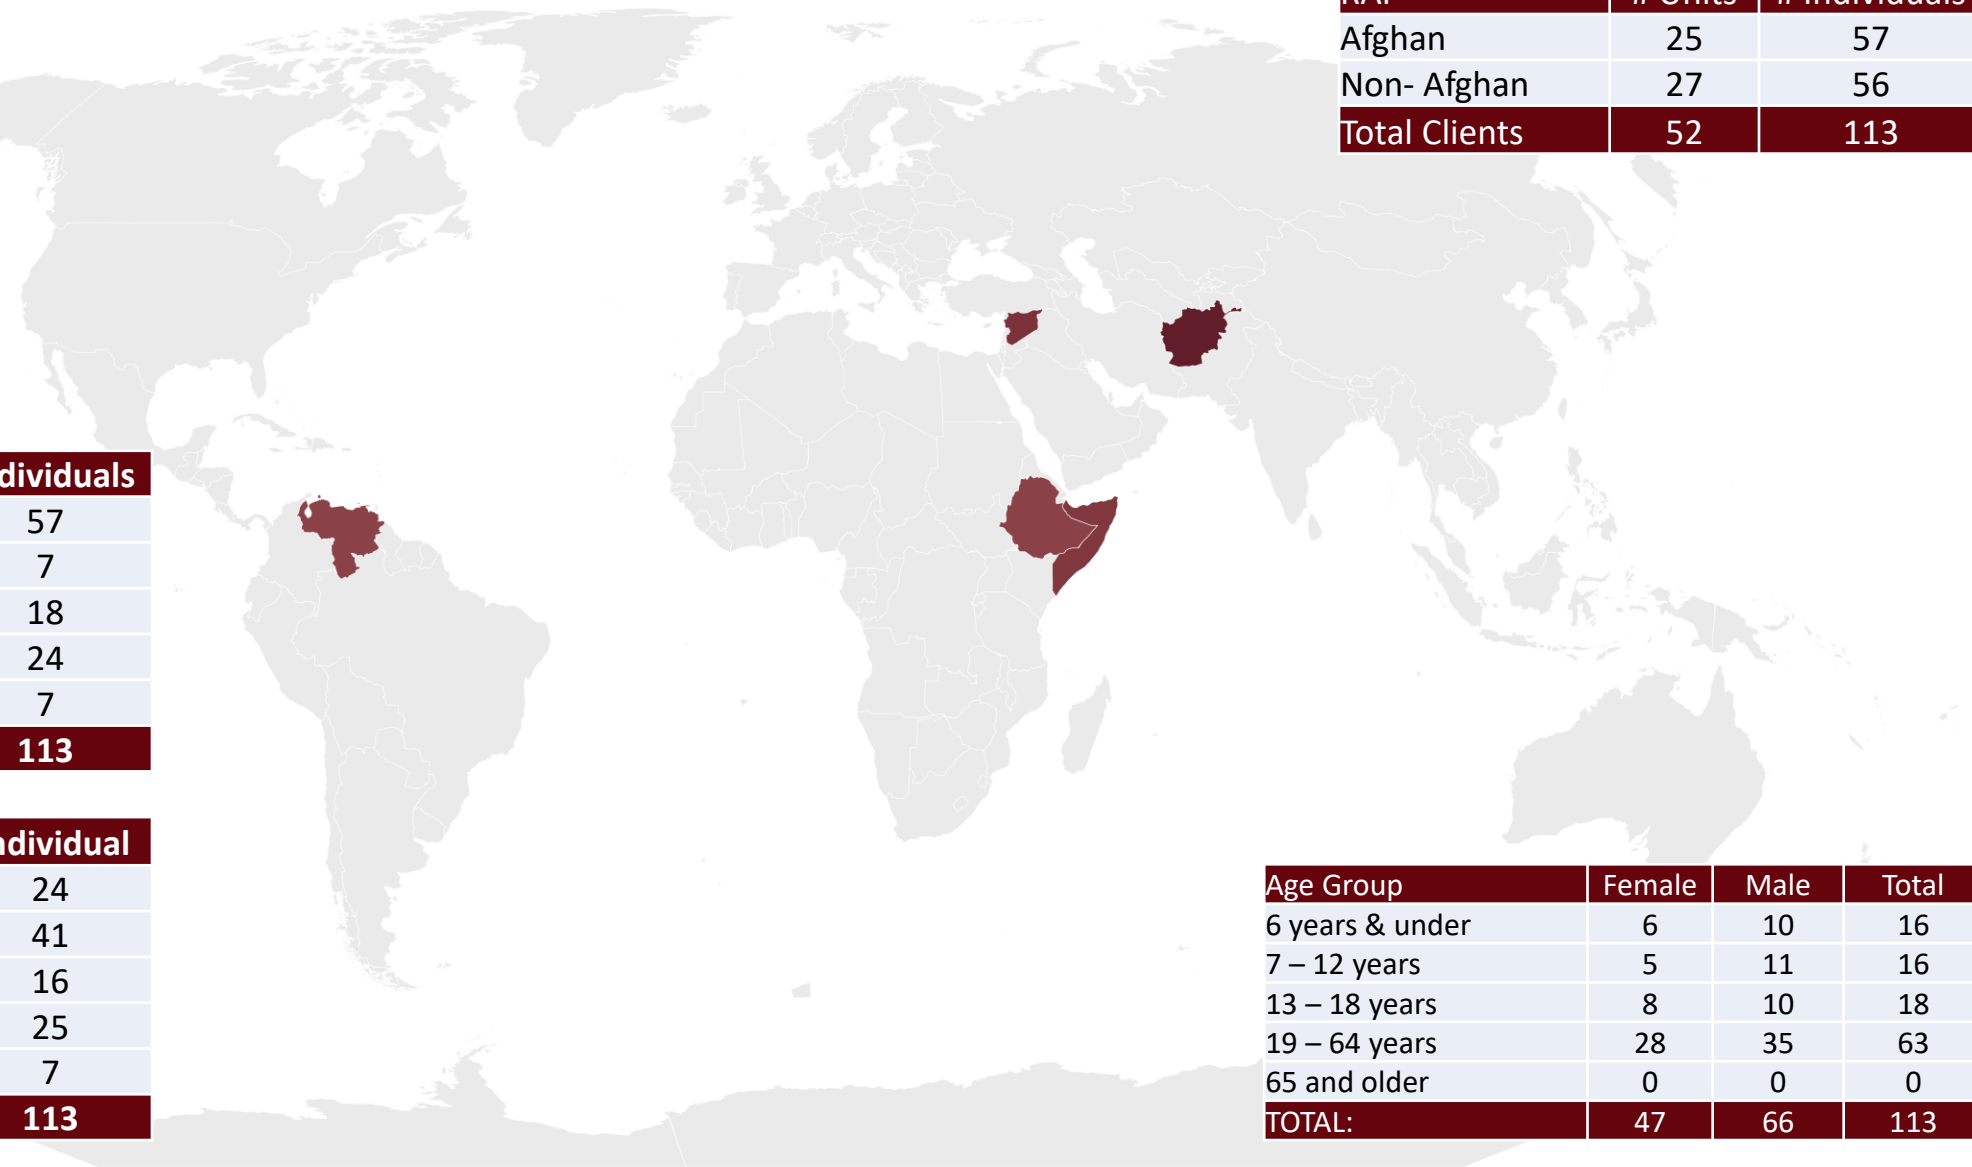 Afghan 25 57
Non- Afghan 27 56
Total Clients 52 113
57
7
18
24
7
113
24
41
16
25
7
113
Age Group Female Male Total
6 years & under 6 10 16
7 – 12 years 5 11 16
13 – 18 years 8 10 18
19 – 64 years 28 35 63
65 and older 0 0 0
TOTAL: 47 66 113